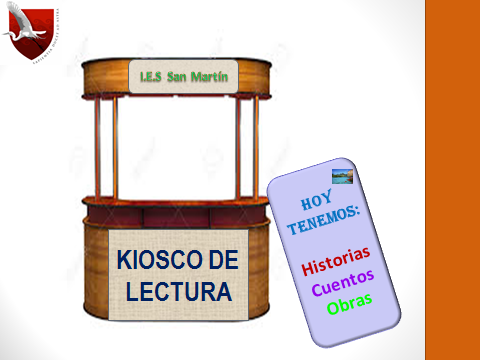 I.E.S San Martín
KIOSCO DE
LECTURA
HOY
TENEMOS:
Historias
Cuentos
Obras